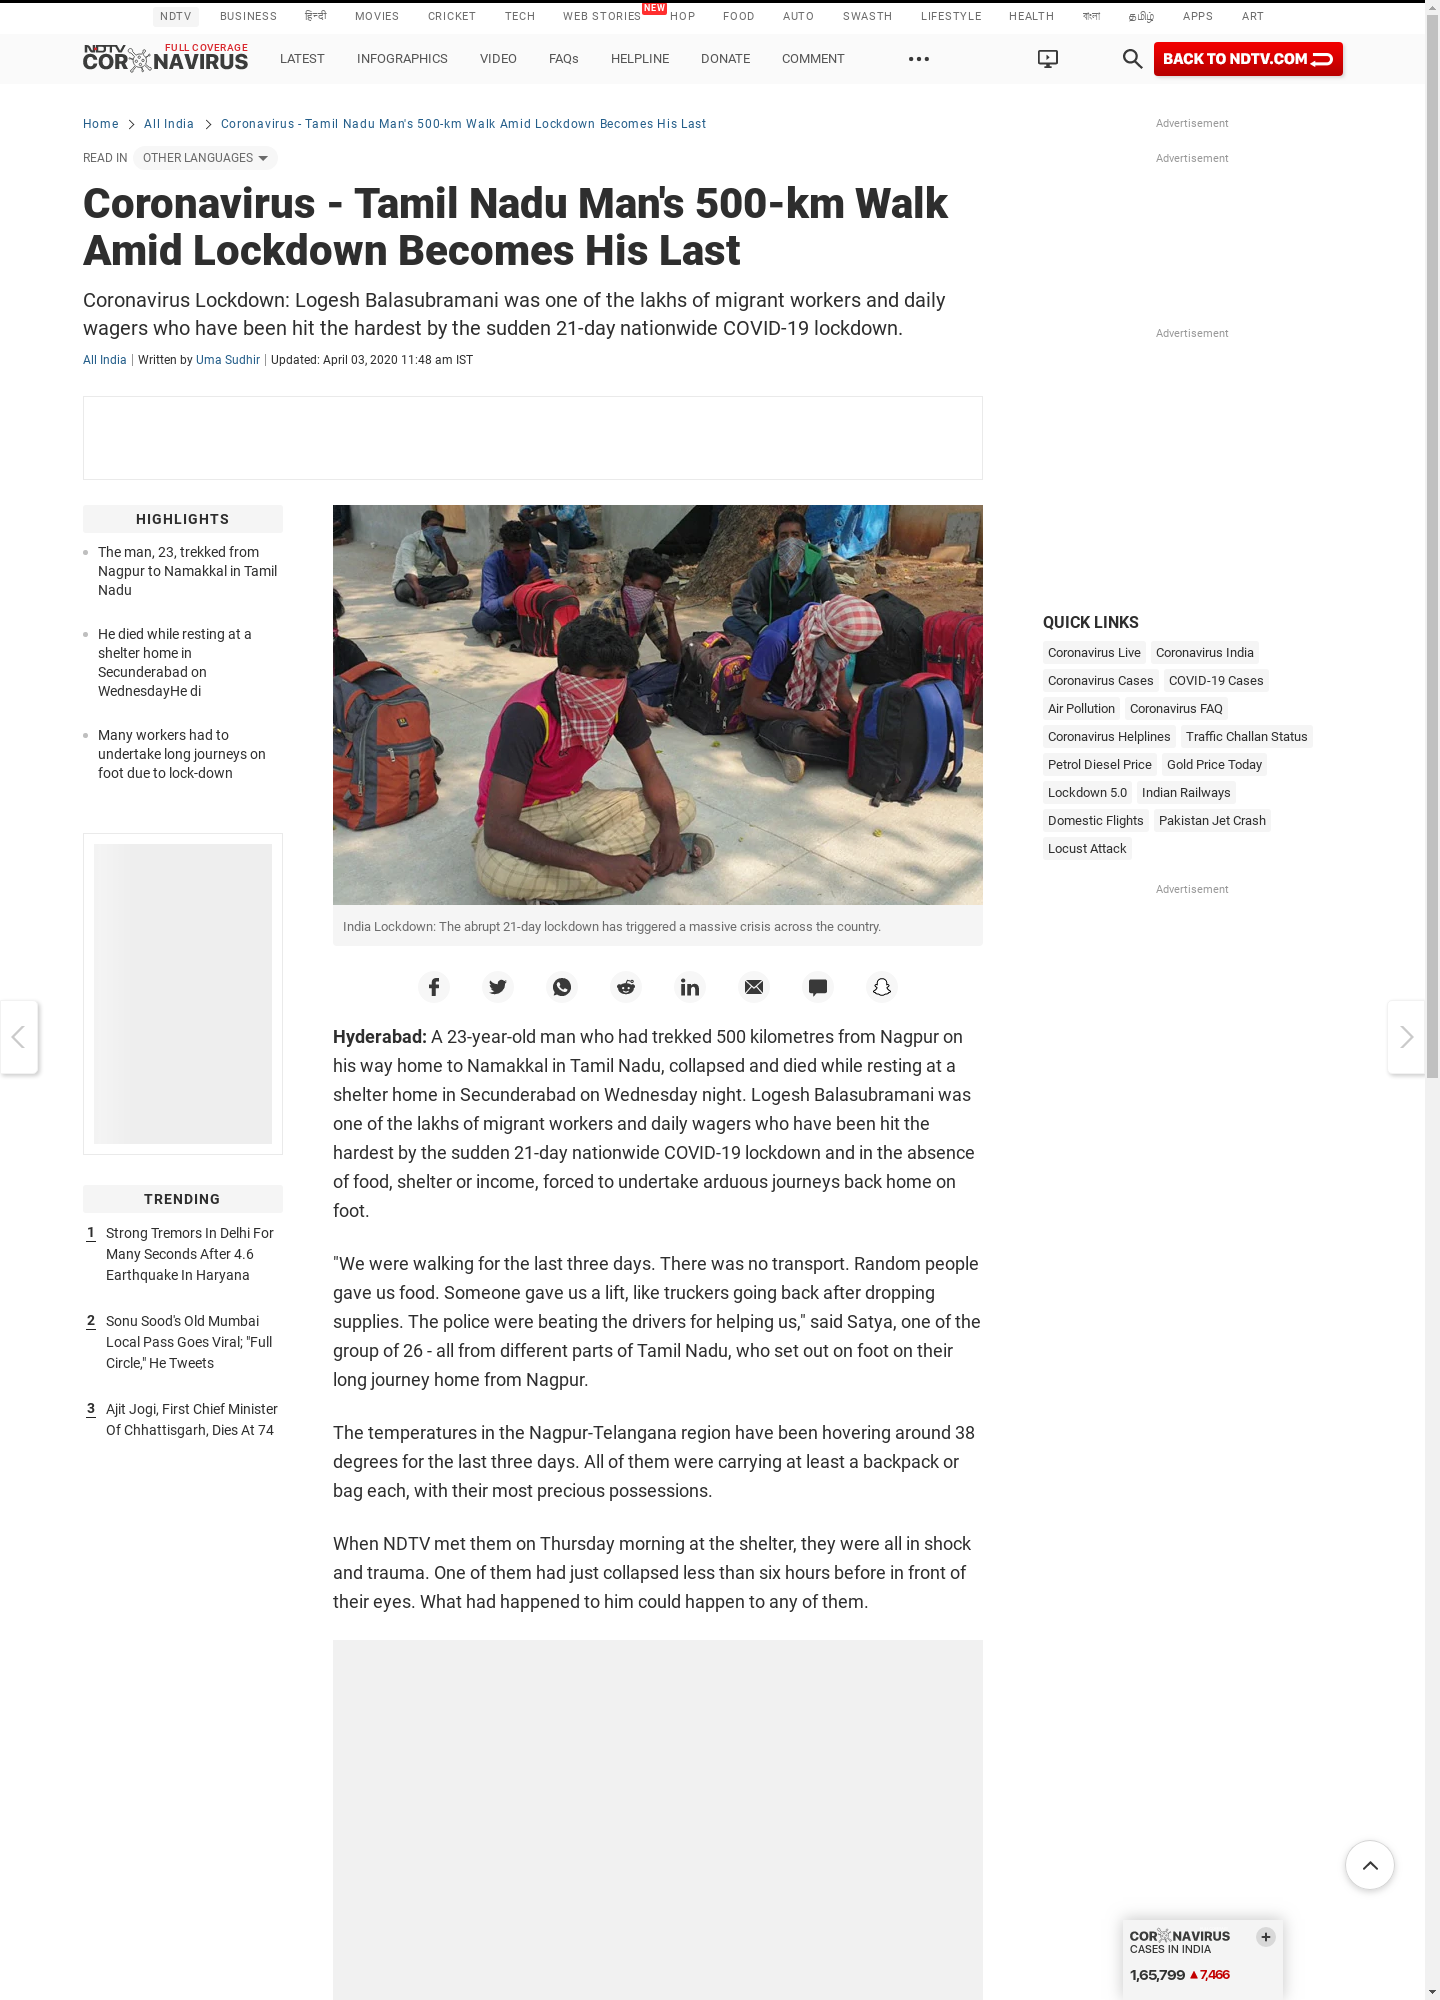 NDTV BUSINESS हिन्दी MOVIES CRICKET TECH WEB STORIES NEW HOP FOOD AUTO SWASTH LIFESTYLE HEALTH বাংলা தமிழ் APPS ART
NDTV FULL COVERAGE
CORONAVIRUS LATEST INFOGRAPHICS VIDEO FAQs HELPLINE DONATE COMMENT BACK TO NDTV.COM
Home All India Coronavirus - Tamil Nadu Man's 500-km Walk Amid Lockdown Becomes His Last
READ IN OTHER LANGUAGES
Coronavirus - Tamil Nadu Man's 500-km Walk
Amid Lockdown Becomes His Last
Coronavirus Lockdown: Logesh Balasubramani was one of the lakhs of migrant workers and daily
wagers who have been hit the hardest by the sudden 21-day nationwide COVID-19 lockdown.
All India | Written by Uma Sudhir | Updated: April 03, 2020 11:48 am IST
HIGHLIGHTS
The man, 23, trekked from
Nagpur to Namakkal in Tamil
Nadu
He died while resting at a
shelter home in
Secunderabad on
WednesdayHe di
Many workers had to
undertake long journeys on
foot due to lock-down
TRENDING
1 Strong Tremors In Delhi For
Many Seconds After 4.6
Earthquake In Haryana
2 Sonu Sood's Old Mumbai
Local Pass Goes Viral; "Full
Circle," He Tweets
3 Ajit Jogi, First Chief Minister
Of Chhattisgarh, Dies At 74
India Lockdown: The abrupt 21-day lockdown has triggered a massive crisis across the country.
Hyderabad: A 23-year-old man who had trekked 500 kilometres from Nagpur on
his way home to Namakkal in Tamil Nadu, collapsed and died while resting at a
shelter home in Secunderabad on Wednesday night. Logesh Balasubramani was
one of the lakhs of migrant workers and daily wagers who have been hit the
hardest by the sudden 21-day nationwide COVID-19 lockdown and in the absence
of food, shelter or income, forced to undertake arduous journeys back home on
foot.
"We were walking for the last three days. There was no transport. Random people
gave us food. Someone gave us a lift, like truckers going back after dropping
supplies. The police were beating the drivers for helping us," said Satya, one of the
group of 26 - all from different parts of Tamil Nadu, who set out on foot on their
long journey home from Nagpur.
The temperatures in the Nagpur-Telangana region have been hovering around 38
degrees for the last three days. All of them were carrying at least a backpack or
bag each, with their most precious possessions.
When NDTV met them on Thursday morning at the shelter, they were all in shock
and trauma. One of them had just collapsed less than six hours before in front of
their eyes. What had happened to him could happen to any of them.
Advertisement
Advertisement
Advertisement
QUICK LINKS
Coronavirus Live Coronavirus India
Coronavirus Cases COVID-19 Cases
Air Pollution Coronavirus FAQ
Coronavirus Helplines Traffic Challan Status
Petrol Diesel Price Gold Price Today
Lockdown 5.0 Indian Railways
Domestic Flights Pakistan Jet Crash
Locust Attack
Advertisement
CORONAVIRUS
CASES IN INDIA
1,65,799 ▲7,466